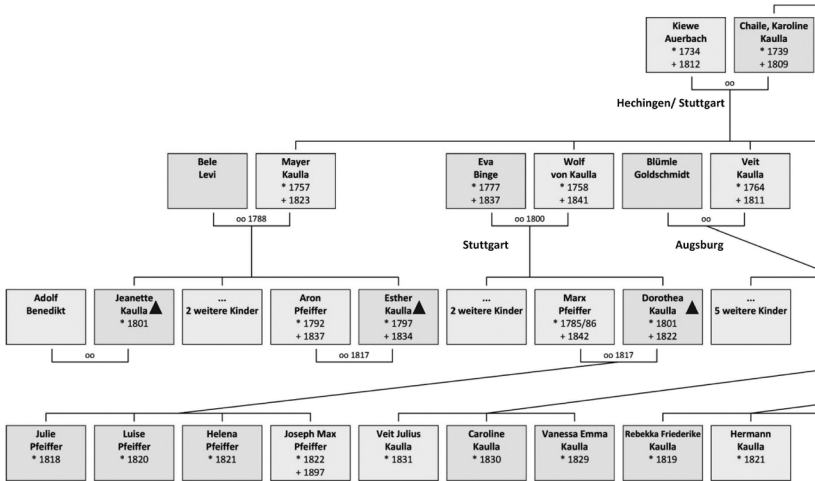 Kiewe
Auerbach
* 1734
+ 1812
Chaile, Karoline
Kaulla
* 1739
+ 1809
oo
Hechingen/ Stuttgart
Bele
Levi
Mayer
Kaulla
* 1757
+ 1823
Eva
Binge
* 1777
+ 1837
Wolf
von Kaulla
* 1758
+ 1841
Blümle
Goldschmidt
Veit
Kaulla
* 1764
+ 1811
oo 1788
oo 1800
oo
Stuttgart
Augsburg
Adolf
Benedikt
Jeanette
Kaulla
* 1801
...
2 weitere Kinder
Aron
Pfeiffer
* 1792
+ 1837
Esther
Kaulla
* 1797
+ 1834
...
2 weitere Kinder
Marx
Pfeiffer
* 1785/86
+ 1842
Dorothea
Kaulla
* 1801
+ 1822
...
5 weitere Kinder
oo
oo 1817
oo 1817
Julie
Pfeiffer
* 1818
Luise
Pfeiffer
* 1820
Helena
Pfeiffer
* 1821
Joseph Max
Pfeiffer
* 1822
+ 1897
Veit Julius
Kaulla
* 1831
Caroline
Kaulla
* 1830
Vanessa Emma
Kaulla
* 1829
Rebekka Friederike
Kaulla
* 1819
Hermann
Kaulla
* 1821